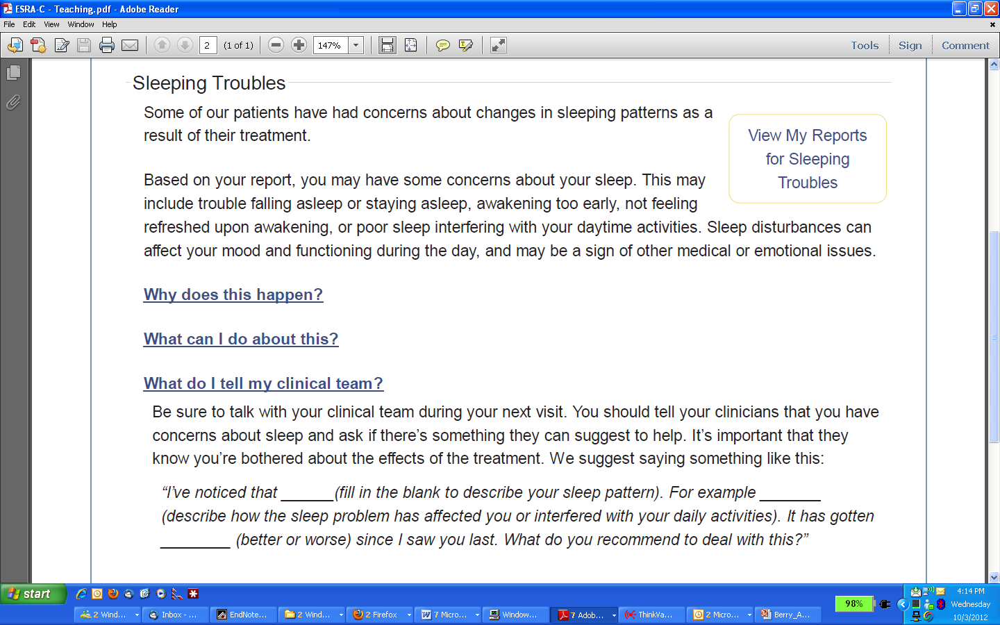 ESRA-C - Teaching.pdf - Adobe Reader
File Edit View Window Help
2 (1 of 1) 147% Tools Sign Comment
Sleeping Troubles
Some of our patients have had concerns about changes in sleeping patterns as a
result of their treatment.
View My Reports
for Sleeping
Troubles
Based on your report, you may have some concerns about your sleep. This may
include trouble falling asleep or staying asleep, awakening too early, not feeling
refreshed upon awakening, or poor sleep interfering with your daytime activities. Sleep disturbances can
affect your mood and functioning during the day, and may be a sign of other medical or emotional issues.
Why does this happen?
What can I do about this?
What do I tell my clinical team?
Be sure to talk with your clinical team during your next visit. You should tell your clinicians that you have
concerns about sleep and ask if there’s something they can suggest to help. It’s important that they
know you’re bothered about the effects of the treatment. We suggest saying something like this:
“I’ve noticed that ______(fill in the blank to describe your sleep pattern). For example _______
(describe how the sleep problem has affected you or interfered with your daily activities). It has gotten
________ (better or worse) since I saw you last. What do you recommend to deal with this?”
start
98%
4:14 PM
Wednesday
10/3/2012
2 Wind... Inbox - ... EndNote... 2 Wind... 2 Firefox 7 Micro... Window... 7 Adob... ThinkVa... 2 Micro... Berry_A...